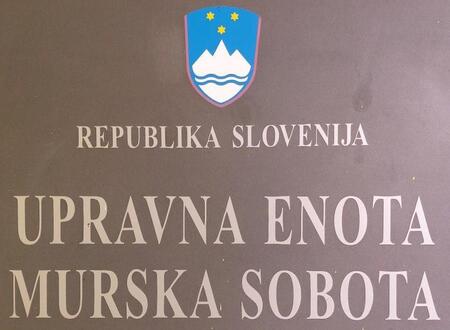 REPUBLIKA SLOVENIJA
UPRAVNA ENOTA
MURSKA SOBOTA